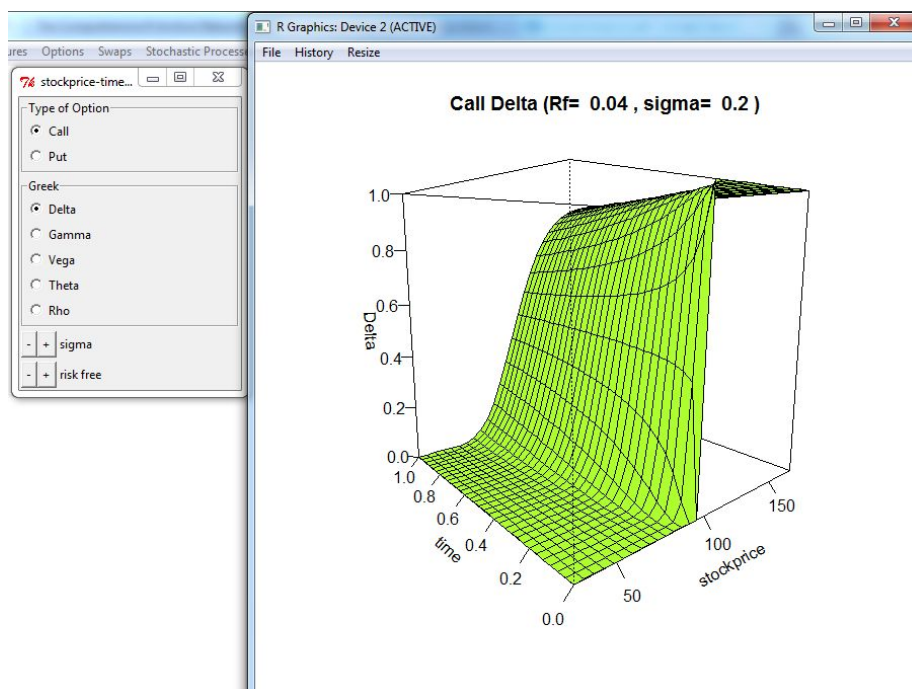 R Graphics: Device 2 (ACTIVE)
ures Options Swaps Stochastic Processe
File History Resize
stockprice-time...
Type of Option
Call
Put
Greek
Delta
Gamma
Vega
Theta
Rho
- + sigma
- + risk free
Call Delta (Rf= 0.04 , sigma= 0.2 )
1.0
0.8
0.6
0.4
0.2
0.0
Delta
1.0
0.8
0.6
0.4
0.2
0.0
time
50
100
150
stockprice